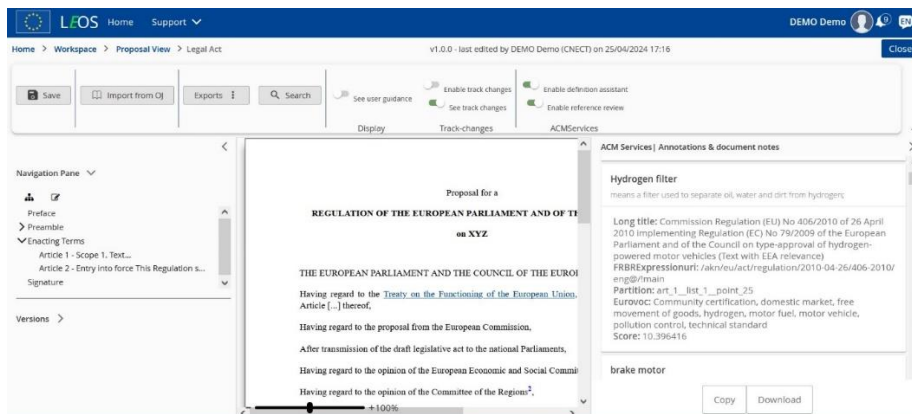 LEOS Home Support
DEMO Demo 9 EN
Home > Workspace > Proposal View > Legal Act
v1.0.0 - last edited by DEMO Demo (CNECT) on 25/04/2024 17:16
Close
Save
Import from OJ
Exports
Search
See user guidance
Display
Enable track changes
See track changes
Track-changes
Enable definition assistant
Enable reference review
ACMServices
Navigation Pane
Preface
Preamble
Enacting Terms
Article 1 - Scope 1. Text...
Article 2 - Entry into force This Regulation s...
Signature
Versions
Proposal for a
REGULATION OF THE EUROPEAN PARLIAMENT AND OF TH
on XYZ
THE EUROPEAN PARLIAMENT AND THE COUNCIL OF THE EUROP
Having regard to the Treaty on the Functioning of the European Union,
Article [...] thereof,
Having regard to the proposal from the European Commission,
After transmission of the draft legislative act to the national Parliaments,
Having regard to the opinion of the European Economic and Social Commit
Having regard to the opinion of the Committee of the Regions2,
+100%
ACM Services| Annotations & document notes
Hydrogen filter
means a filter used to separate oil, water and dirt from hydrogen;
Long title: Commission Regulation (EU) No 406/2010 of 26 April
2010 implementing Regulation (EC) No 79/2009 of the European
Parliament and of the Council on type-approval of hydrogen-
powered motor vehicles (Text with EEA relevance)
FRBRExpressionuri: /akn/eu/act/regulation/2010-04-26/406-2010/
eng@/!main
Partition: art_1__list_1__point_25
Eurovoc: Community certification, domestic market, free
movement of goods, hydrogen, motor fuel, motor vehicle,
pollution control, technical standard
Score: 10.396416
brake motor
Copy
Download